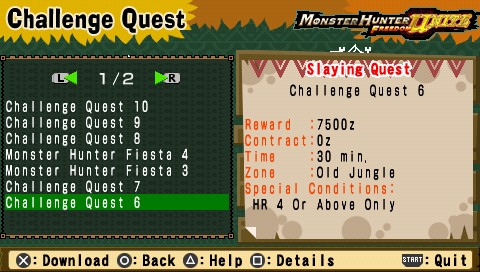 Challenge Quest
MONSTER HUNTER
FREEDOM UNITE
L 1/2 R
Challenge Quest 10
Challenge Quest 9
Challenge Quest 8
Monster Hunter Fiesta 4
Monster Hunter Fiesta 3
Challenge Quest 7
Challenge Quest 6
Slaying Quest
Challenge Quest 6
Reward :7500z
Contract:0z
Time :30 min.
Zone :Old Jungle
Special Conditions:
HR 4 Or Above Only
: Download : Back : Help : Details START: Quit